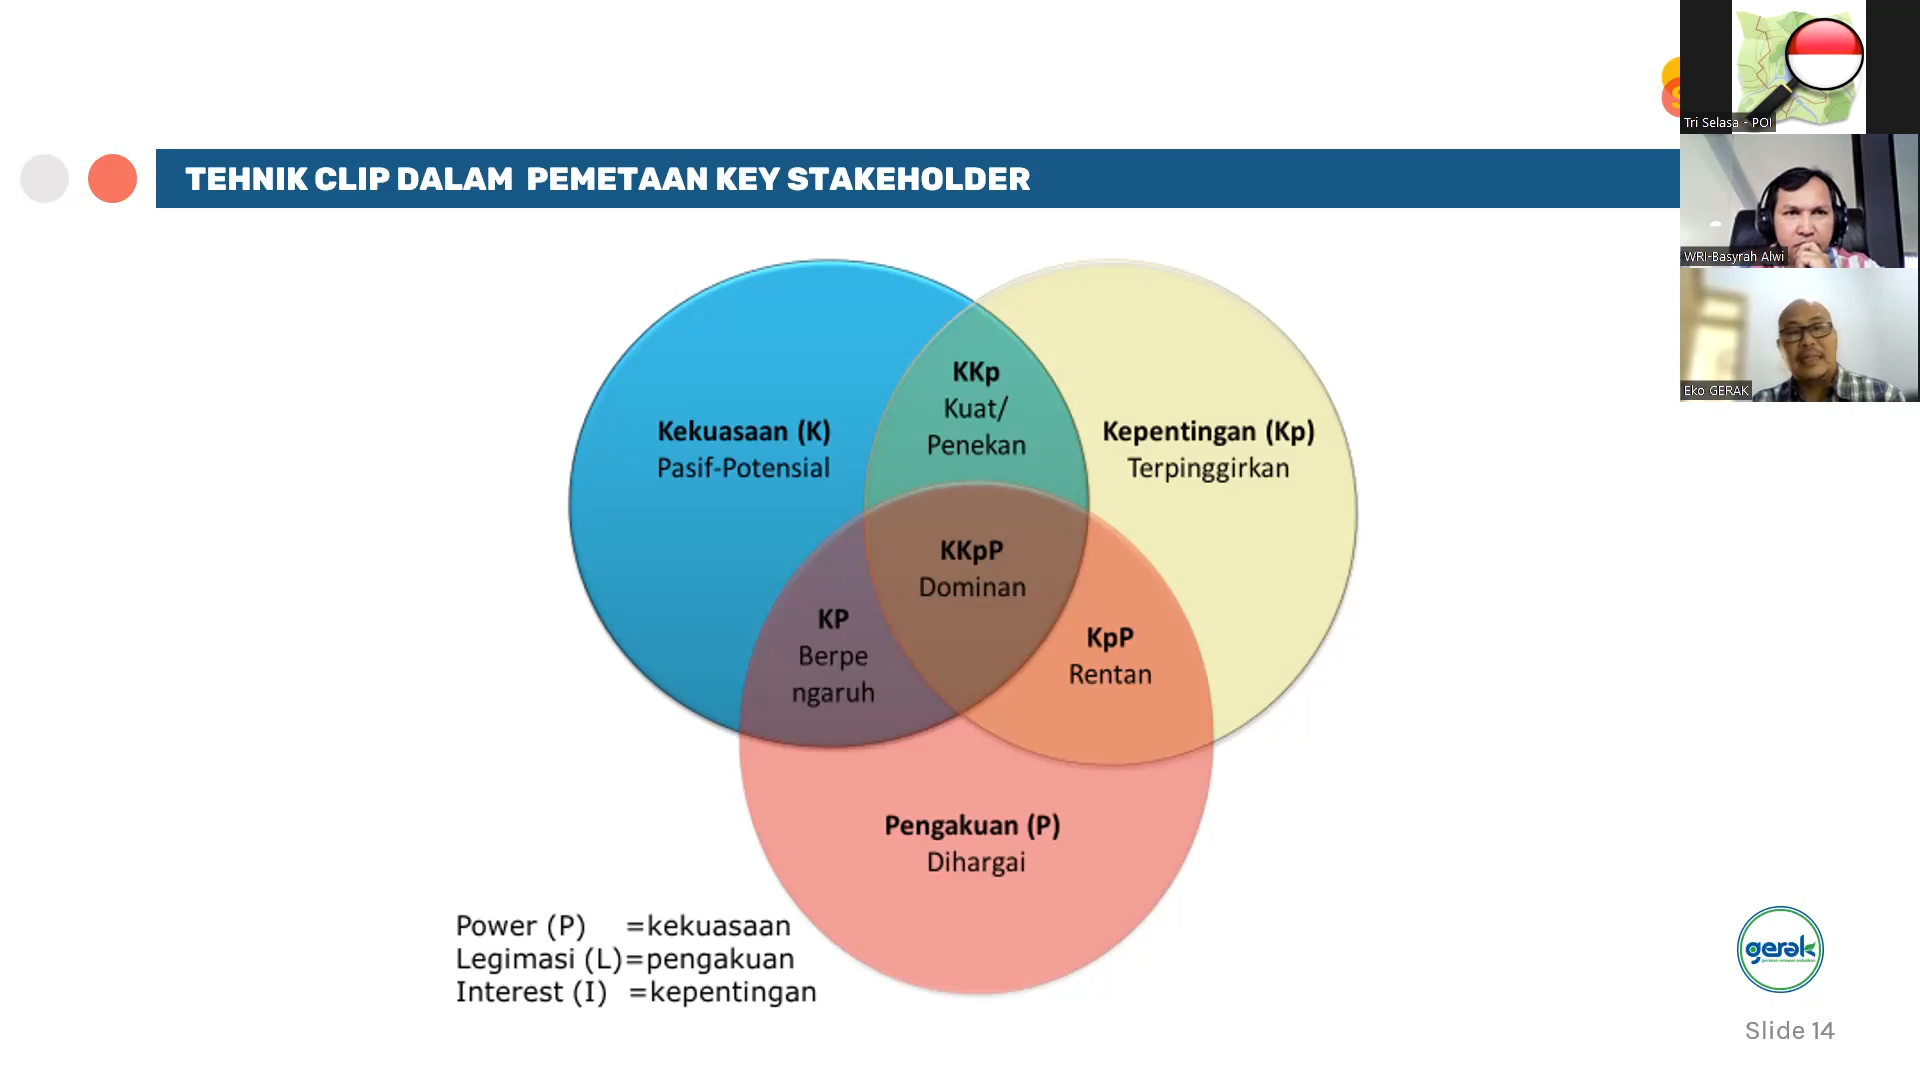 TEHNIK CLIP DALAM PEMETAAN KEY STAKEHOLDER
Tri Selasa - POI
WRI-Basyrah Alwi
Eko GERAK
KKp
Kuat/
Penekan
Kekuasaan (K)
Pasif-Potensial
Kepentingan (Kp)
Terpinggirkan
KKpP
Dominan
KP
Berpe
ngaruh
KpP
Rentan
Pengakuan (P)
Dihargai
Power (P) =kekuasaan
Legimasi (L)=pengakuan
Interest (I) =kepentingan
gerak
Slide 14